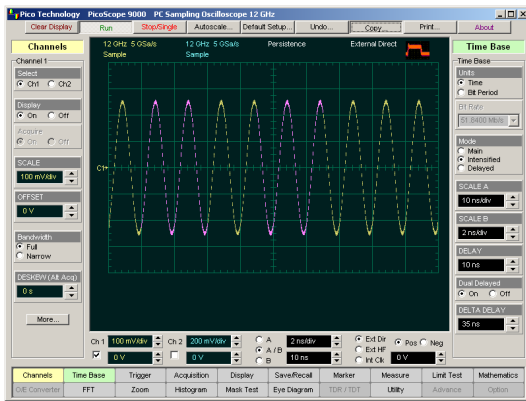 Pico Technology PicoScope 9000 PC Sampling Oscilloscope 12 GHz
Clear Display Run Stop/Single Autoscale... Default Setup... Undo... Copy... Print... About
Channels
Channel 1
Select
Ch1 Ch2
Display
On Off
Acquire
On Off
SCALE
100 mV/div
OFFSET
0 V
Bandwidth
Full
Narrow
DESKEW (Alt Acq)
0 s
More...
12 GHz 5 GSa/s 12 GHz 5 GSa/s Persistence External Direct
Sample Sample
C1+
Ch 1 100 mV/div Ch 2 200 mV/div A 2 ns/div Ext Dir Pos Neg
A / B Ext HF
0 V 0 V B 10 ns Int Clk 0 V
Time Base
Time Base
Units
Time
Bit Period
Bit Rate
51.8400 Mb/s
Mode
Main
Intensified
Delayed
SCALE A
10 ns/div
SCALE B
2 ns/div
DELAY
10 ns
Dual Delayed
On Off
DELTA DELAY
35 ns
Channels Time Base Trigger Acquisition Display Save/Recall Marker Measure Limit Test Mathematics
O/E Converter FFT Zoom Histogram Mask Test Eye Diagram TDR / TDT Utility Advance Option